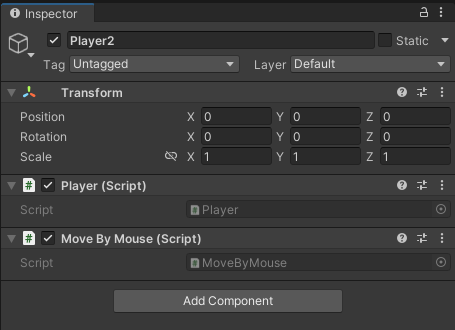 Inspector
Player2 Static
Tag Untagged Layer Default
Transform
Position X 0 Y 0 Z 0
Rotation X 0 Y 0 Z 0
Scale X 1 Y 1 Z 1
# Player (Script)
Script # Player
# Move By Mouse (Script)
Script # MoveByMouse
Add Component